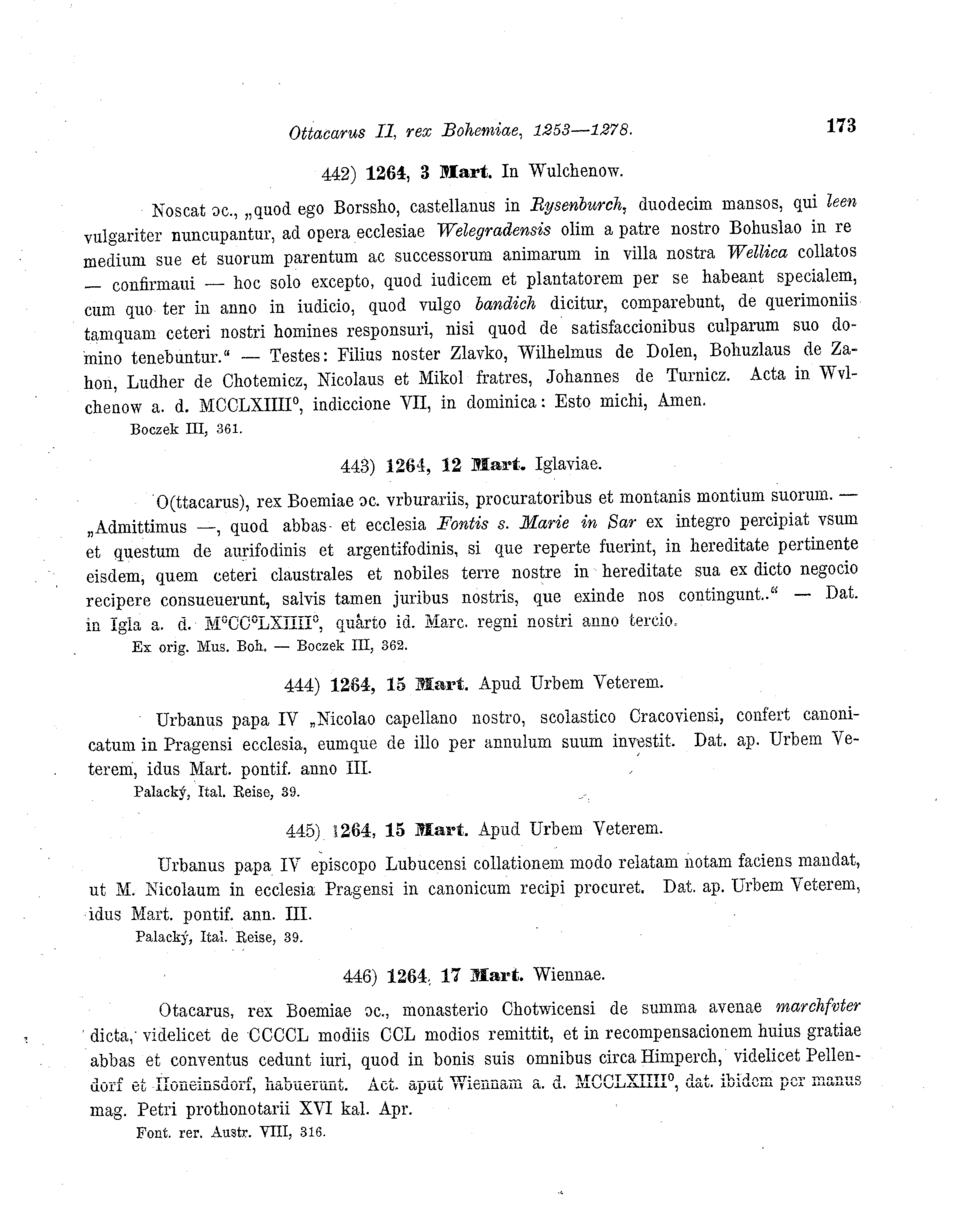 Ottacarus II, rex Bohemiae, 1253—1278. 173
442) 1264, 3 Mart. In Wulchenow.
Noscat ɔc., „quod ego Borssho, castellanus in Rysenburch, duodecim mansos, qui leen
vulgariter nuncupantur, ad opera ecclesiae Welegradensis olim a patre nostro Bohuslao in re
medium sue et suorum parentum ac successorum animarum in villa nostra Wellica collatos
— confirmaui — hoc solo excepto, quod iudicem et plantatorem per se habeant specialem,
cum quo ter in anno in iudicio, quod vulgo bandich dicitur, comparebunt, de querimoniis
tamquam ceteri nostri homines responsuri, nisi quod de satisfaccionibus culparum suo do-
mino tenebuntur.“ — Testes: Filius noster Zlavko, Wilhelmus de Dolen, Bohuzlaus de Za-
hon, Ludher de Chotemicz, Nicolaus et Mikol fratres, Johannes de Turnicz. Acta in Wvl-
chenow a. d. MCCLXIIII⁰, indiccione VII, in dominica: Esto michi, Amen.
Boczek III, 361.
443) 1264, 12 Mart. Iglaviae.
O(ttacarus), rex Boemiae ɔc. vrburariis, procuratoribus et montanis montium suorum. —
„Admittimus —, quod abbas et ecclesia Fontis s. Marie in Sar ex integro percipiat vsum
et questum de aurifodinis et argentifodinis, si que reperte fuerint, in hereditate pertinente
eisdem, quem ceteri claustrales et nobiles terre nostre in hereditate sua ex dicto negocio
recipere consueuerunt, salvis tamen juribus nostris, que exinde nos contingunt..“ — Dat.
in Igla a. d. M⁰CC⁰LXIIII⁰, quarto id. Marc. regni nostri anno tercio.
Ex orig. Mus. Boh. — Boczek III, 362.
444) 1264, 15 Mart. Apud Urbem Veterem.
Urbanus papa IV „Nicolao capellano nostro, scolastico Cracoviensi, confert canoni-
catum in Pragensi ecclesia, eumque de illo per annulum suum investit. Dat. ap. Urbem Ve-
terem, idus Mart. pontif. anno III.
Palacký, Ital. Reise, 39.
445) 1264, 15 Mart. Apud Urbem Veterem.
Urbanus papa IV episcopo Lubucensi collationem modo relatam notam faciens mandat,
ut M. Nicolaum in ecclesia Pragensi in canonicum recipi procuret. Dat. ap. Urbem Veterem,
idus Mart. pontif. ann. III.
Palacký, Ital. Reise, 39.
446) 1264, 17 Mart. Wiennae.
Otacarus, rex Boemiae ɔc., monasterio Chotwicensi de summa avenae marchfvter
dicta, videlicet de CCCCL modiis CCL modios remittit, et in recompensacionem huius gratiae
abbas et conventus cedunt iuri, quod in bonis suis omnibus circa Himperch, videlicet Pellen-
dorf et Honeinsdorf, habuerunt. Act. aput Wiennam a. d. MCCLXIIII⁰, dat. ibidem per manus
mag. Petri prothonotarii XVI kal. Apr.
Font. rer. Austr. VIII, 316.